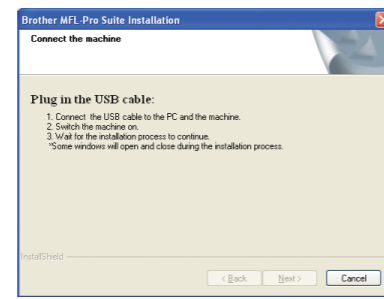 Brother MFL-Pro Suite Installation
Connect the machine
Plug in the USB cable:
1. Connect the USB cable to the PC and the machine.
2. Switch the machine on.
3. Wait for the installation process to continue.
*Some windows will open and close during the installation process.
InstallShield
< Back Next > Cancel